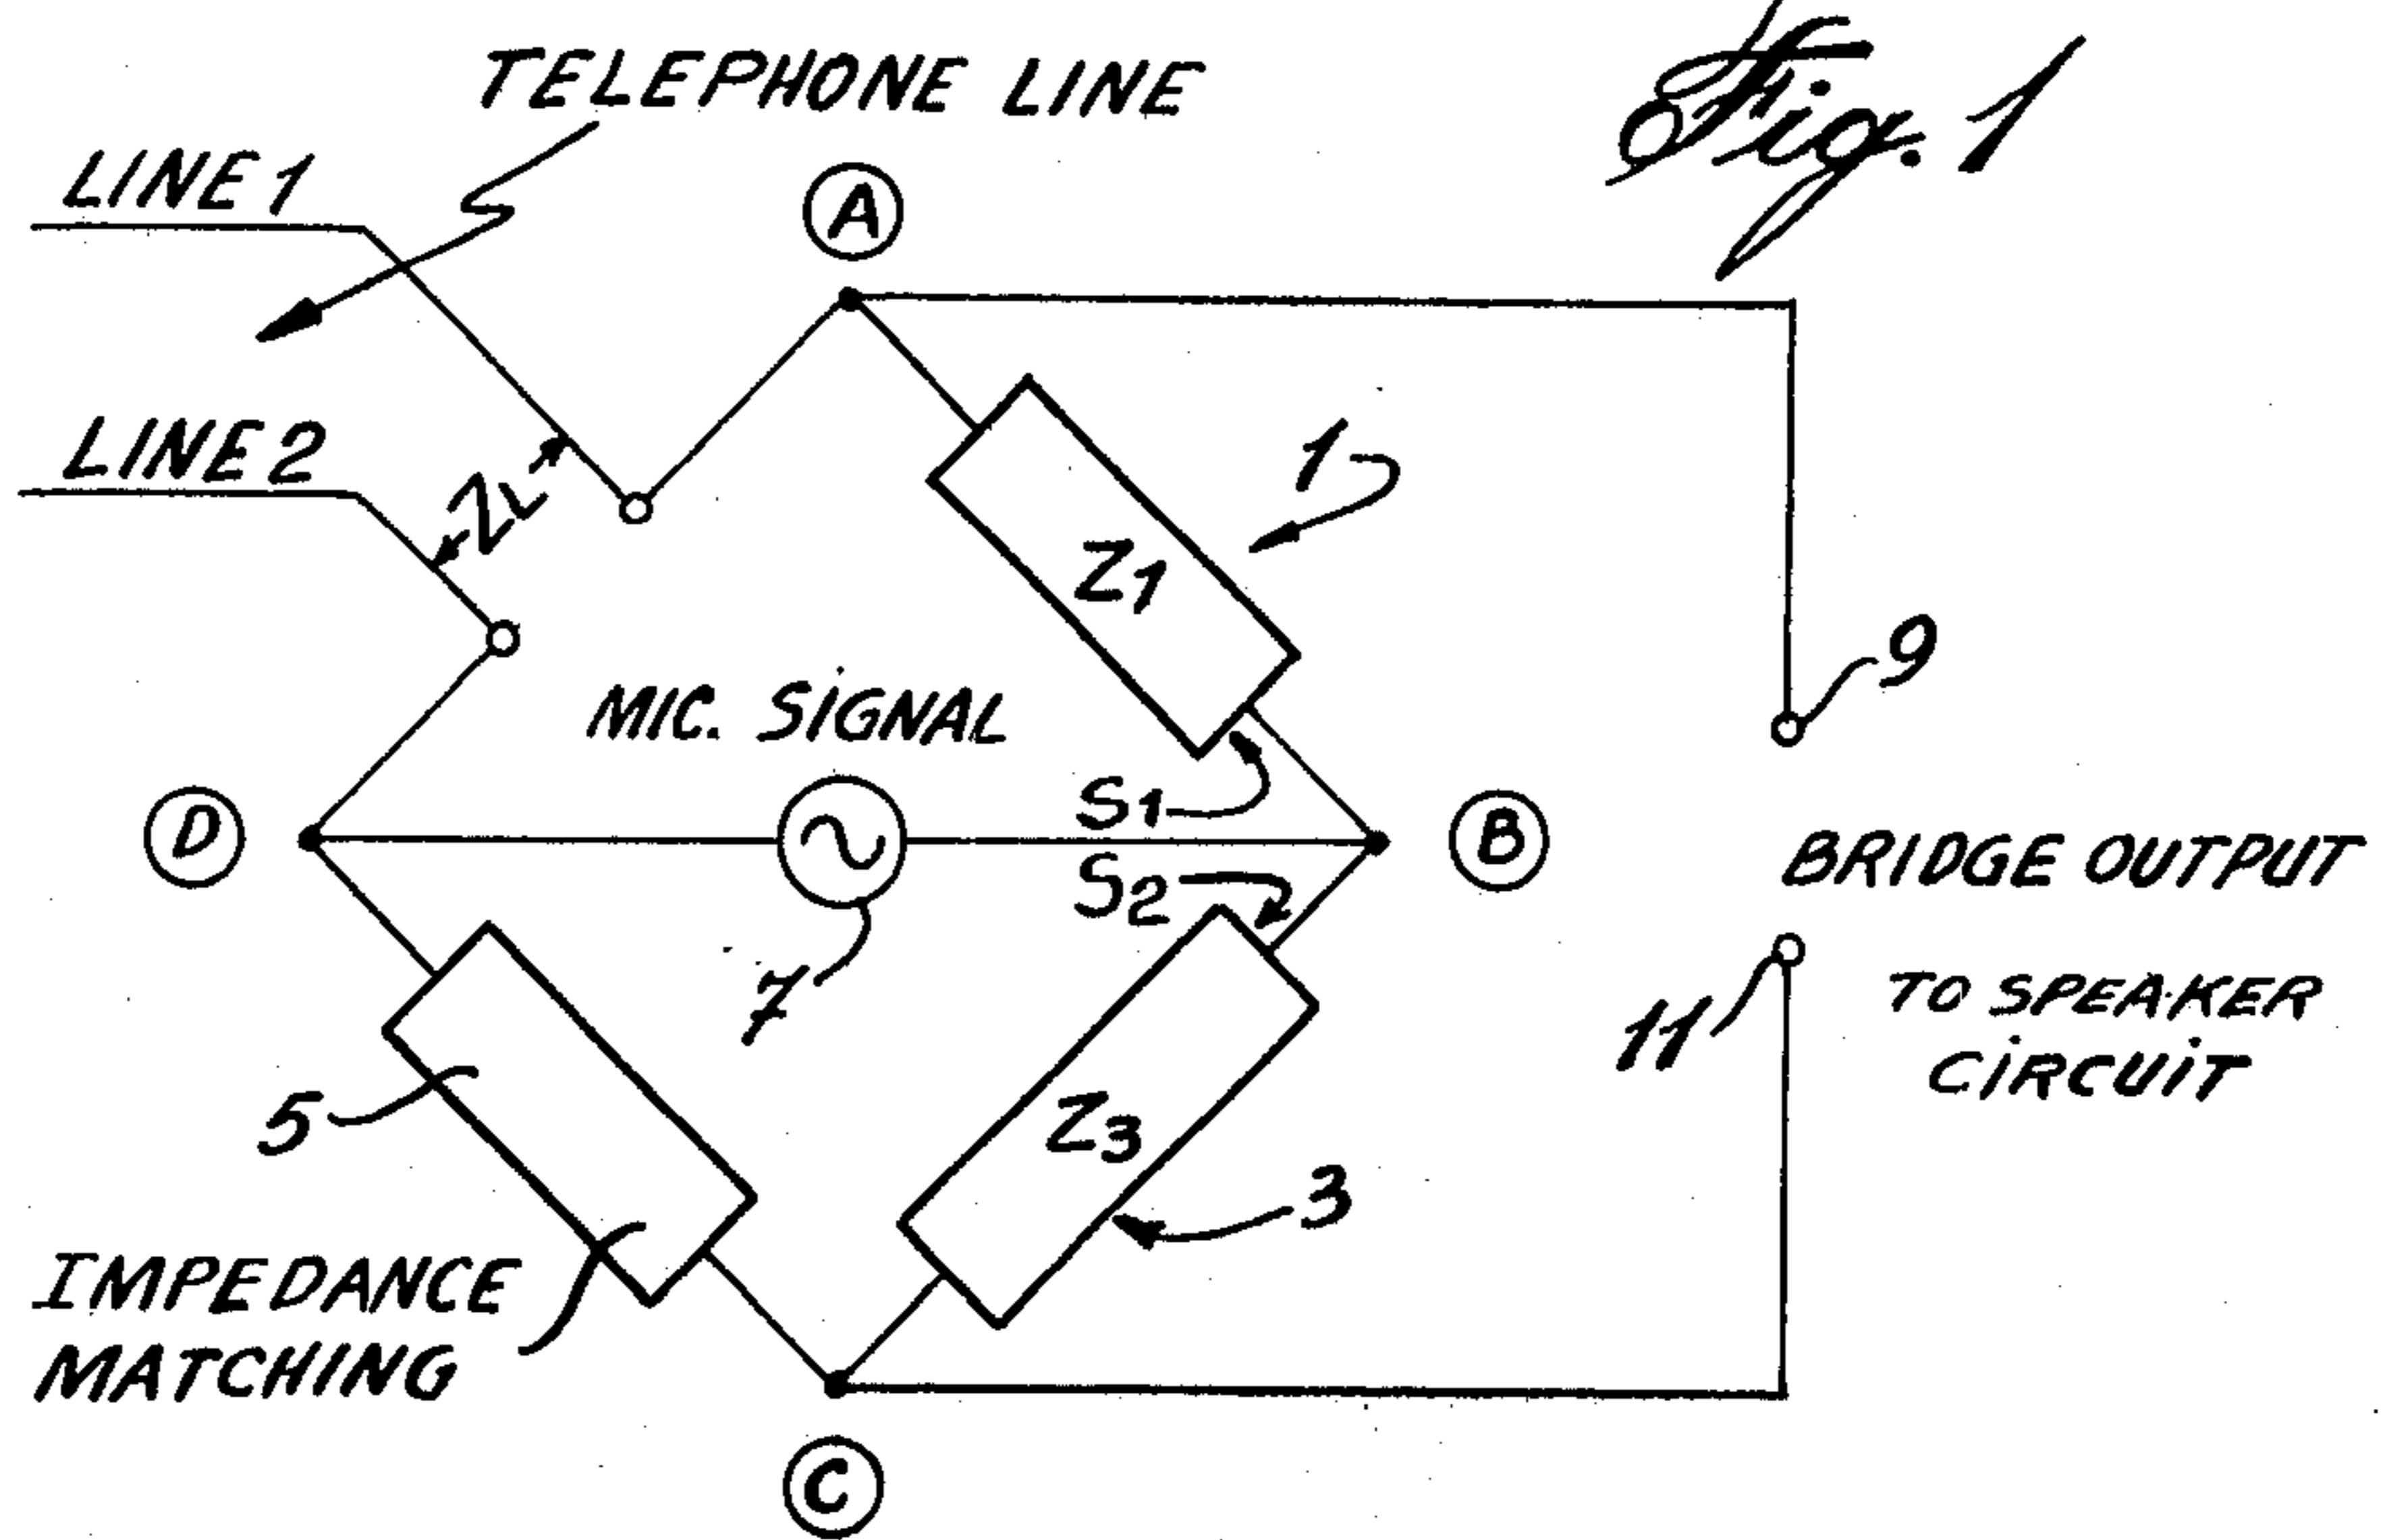 TELEPHONE LINE
Fig. 1
LINE 1
A
LINE 2
ZL
1
Z1
9
MIC. SIGNAL
S1
D
B
BRIDGE OUTPUT
S2
7
11
TO SPEAKER
CIRCUIT
5
Z3
3
IMPEDANCE
MATCHING
C